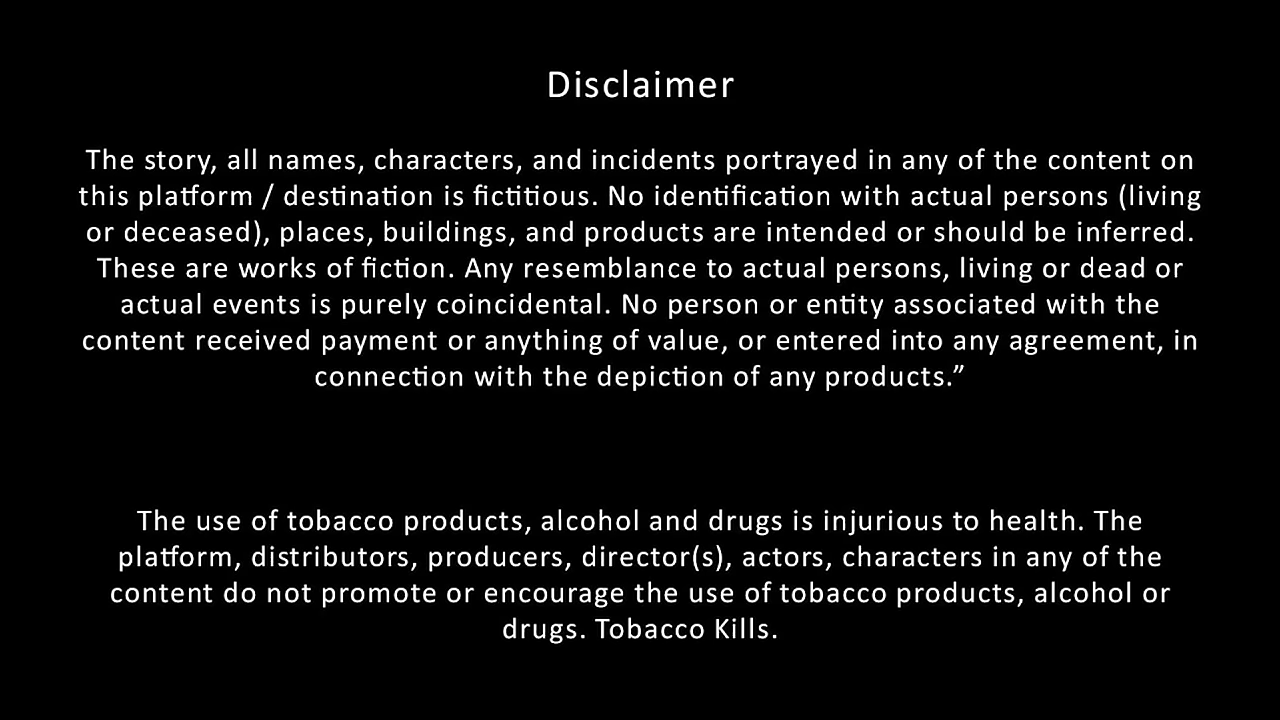 Disclaimer
The story, all names, characters, and incidents portrayed in any of the content on
this platform / destination is fictitious. No identification with actual persons (living
or deceased), places, buildings, and products are intended or should be inferred.
These are works of fiction. Any resemblance to actual persons, living or dead or
actual events is purely coincidental. No person or entity associated with the
content received payment or anything of value, or entered into any agreement, in
connection with the depiction of any products.”
The use of tobacco products, alcohol and drugs is injurious to health. The
platform, distributors, producers, director(s), actors, characters in any of the
content do not promote or encourage the use of tobacco products, alcohol or
drugs. Tobacco Kills.